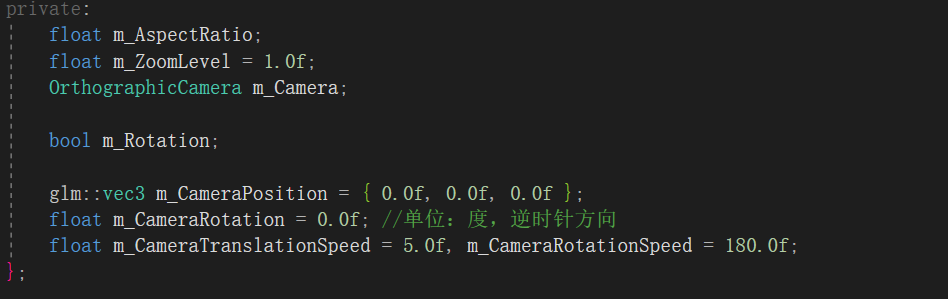 private:
float m_AspectRatio;
float m_ZoomLevel = 1.0f;
OrthographicCamera m_Camera;
bool m_Rotation;
glm::vec3 m_CameraPosition = { 0.0f, 0.0f, 0.0f };
float m_CameraRotation = 0.0f; //单位：度，逆时针方向
float m_CameraTranslationSpeed = 5.0f, m_CameraRotationSpeed = 180.0f;
};